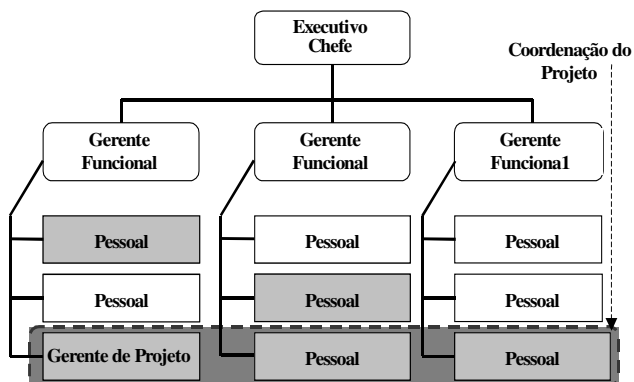 Executivo
Chefe
Coordenação do
Projeto
Gerente
Funcional
Gerente
Funcional
Gerente
Funciona1
Pessoal
Pessoal
Pessoal
Pessoal
Pessoal
Pessoal
Gerente de Projeto
Pessoal
Pessoal